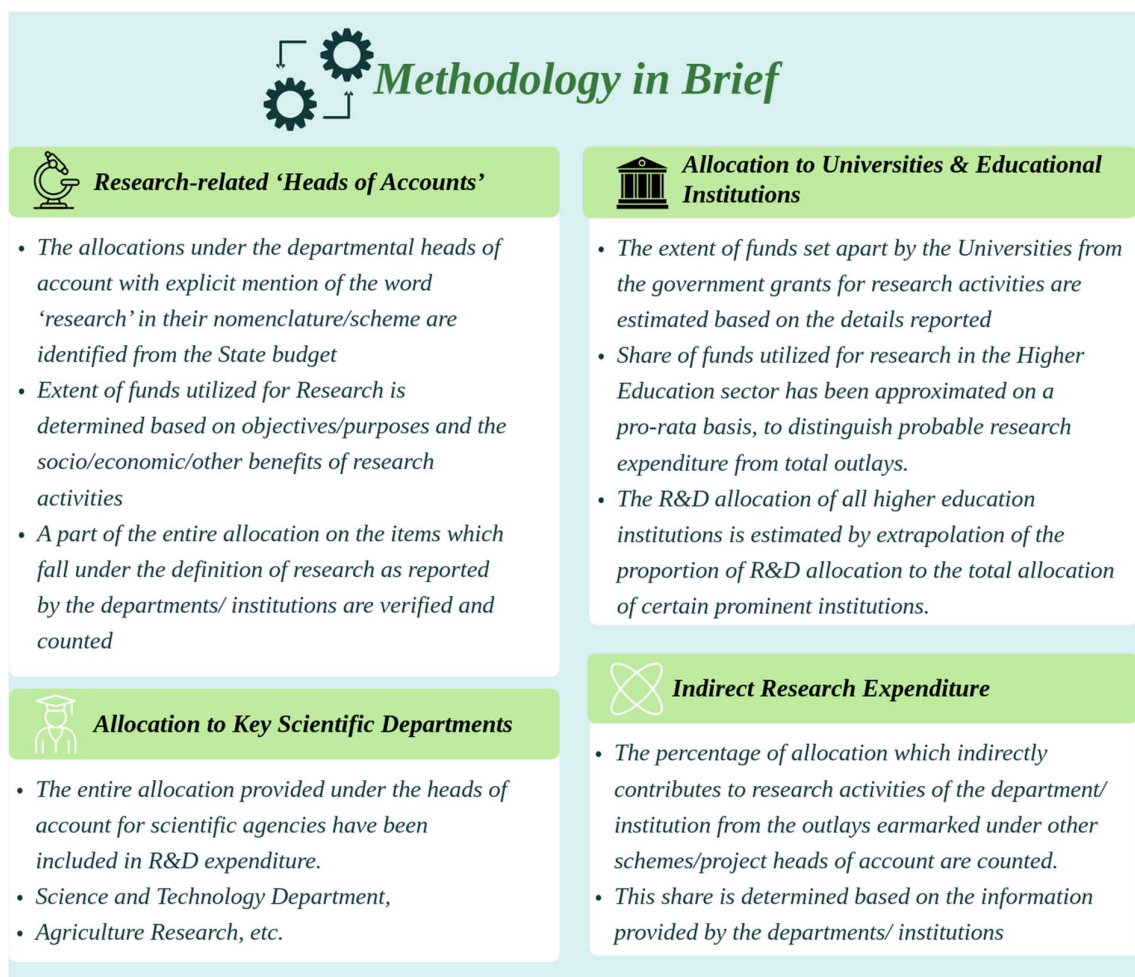 Methodology in Brief
Research-related ‘Heads of Accounts’
• The allocations under the departmental heads of
account with explicit mention of the word
‘research’ in their nomenclature/scheme are
identified from the State budget
• Extent of funds utilized for Research is
determined based on objectives/purposes and the
socio/economic/other benefits of research
activities
• A part of the entire allocation on the items which
fall under the definition of research as reported
by the departments/ institutions are verified and
counted
Allocation to Key Scientific Departments
• The entire allocation provided under the heads of
account for scientific agencies have been
included in R&D expenditure.
• Science and Technology Department,
• Agriculture Research, etc.
Allocation to Universities & Educational
Institutions
• The extent of funds set apart by the Universities from
the government grants for research activities are
estimated based on the details reported
• Share of funds utilized for research in the Higher
Education sector has been approximated on a
pro-rata basis, to distinguish probable research
expenditure from total outlays.
• The R&D allocation of all higher education
institutions is estimated by extrapolation of the
proportion of R&D allocation to the total allocation
of certain prominent institutions.
Indirect Research Expenditure
• The percentage of allocation which indirectly
contributes to research activities of the department/
institution from the outlays earmarked under other
schemes/project heads of account are counted.
• This share is determined based on the information
provided by the departments/ institutions